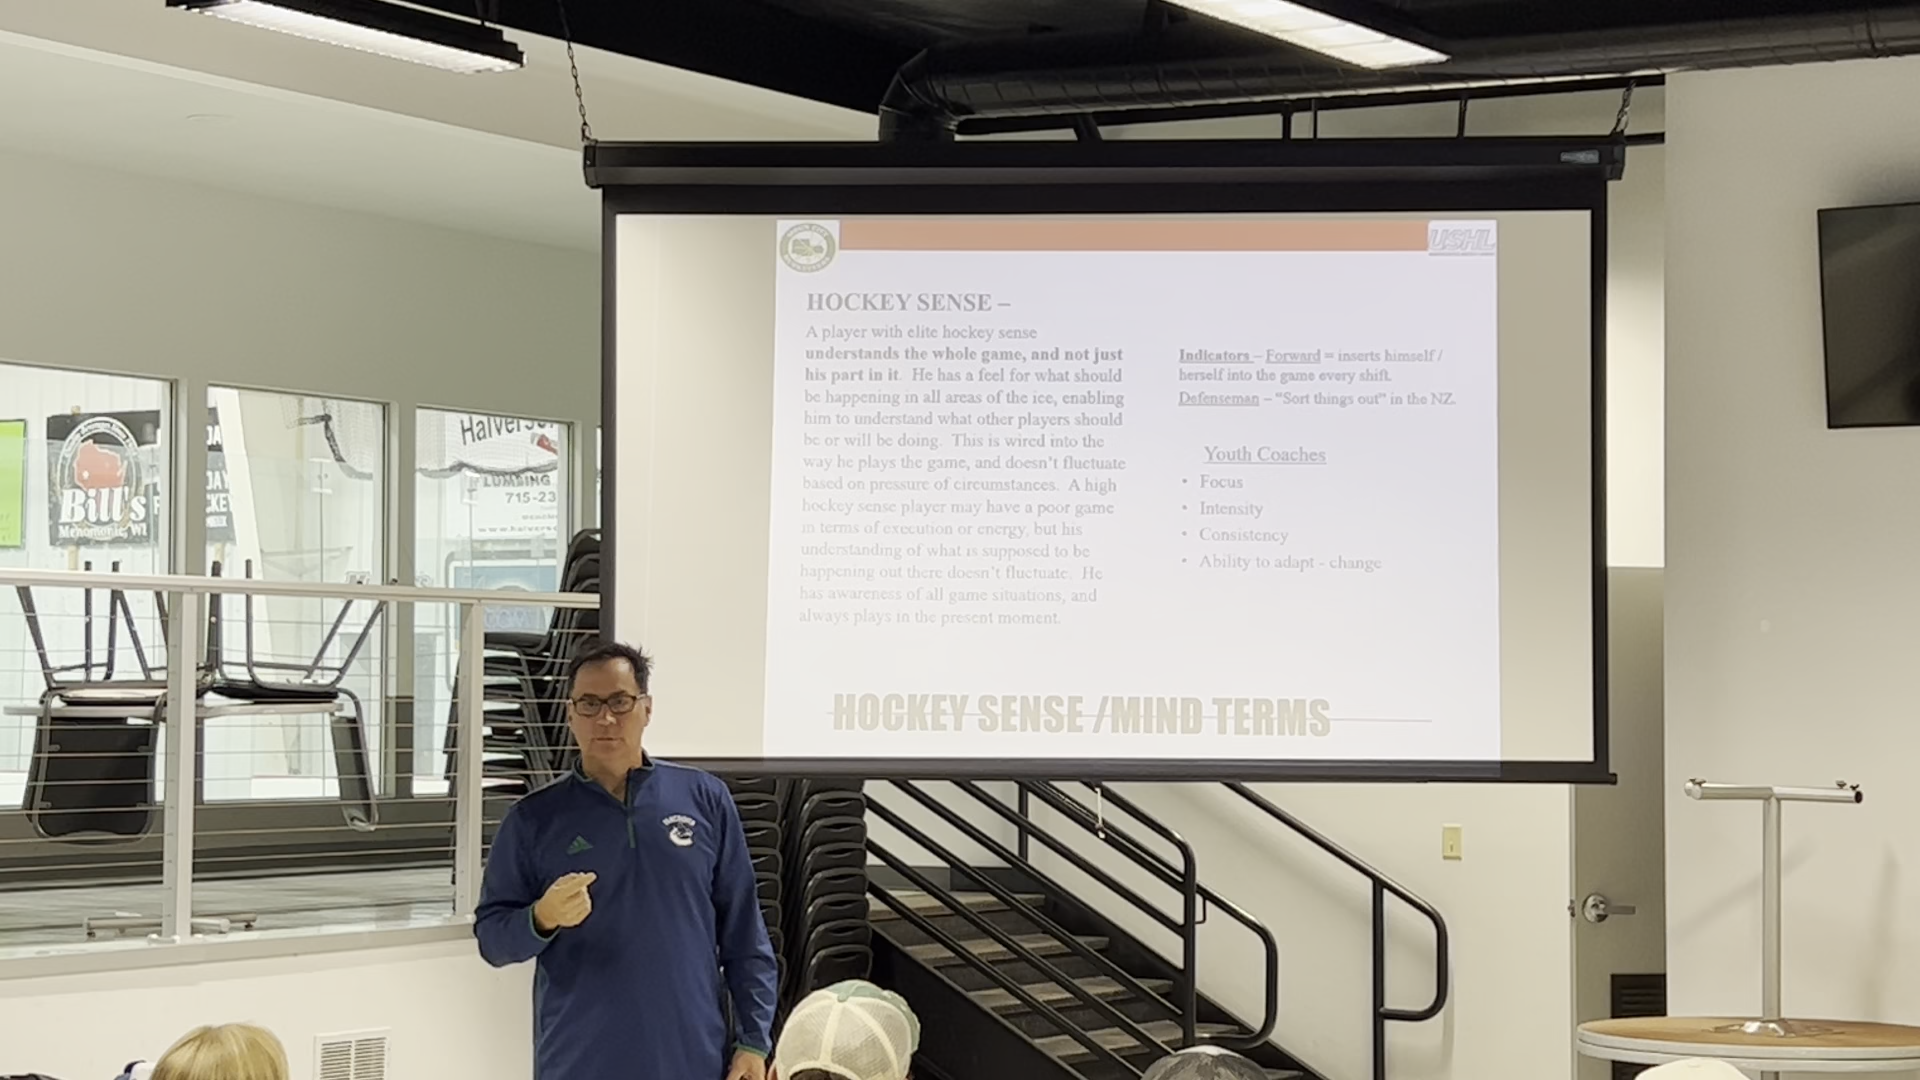 USHL
HOCKEY SENSE –
A player with elite hockey sense
understands the whole game, and not just
his part in it. He has a feel for what should
be happening in all areas of the ice, enabling
him to understand what other players should
be or will be doing. This is wired into the
way he plays the game, and doesn't fluctuate
based on pressure of circumstances. A high
hockey sense player may have a poor game
in terms of execution or energy, but his
understanding of what is supposed to be
happening out there doesn't fluctuate. He
has awareness of all game situations, and
always plays in the present moment.
Indicators – Forward = inserts himself /
herself into the game every shift.
Defenseman – "Sort things out" in the NZ.
Youth Coaches
• Focus
• Intensity
• Consistency
• Ability to adapt - change
HOCKEY SENSE /MIND TERMS
Bill's
Menomonie, WI
LUMBING
715-23